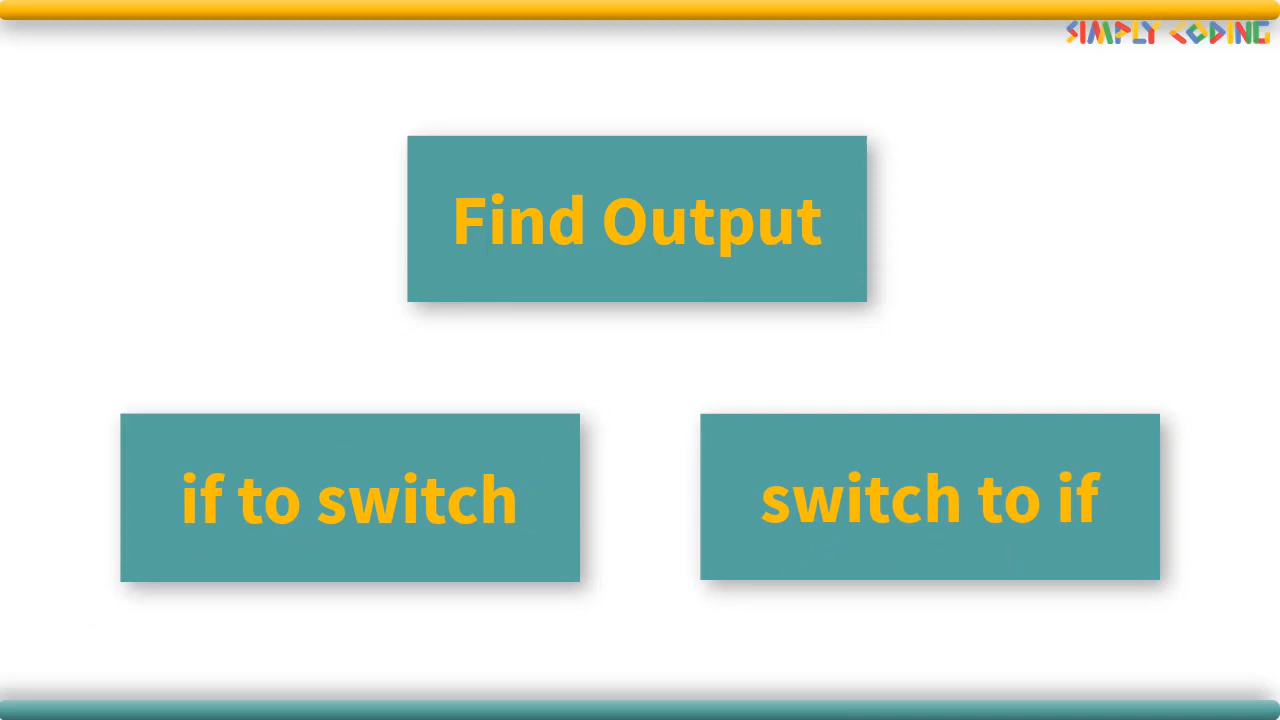 SIMPLY CODING
Find Output
if to switch
switch to if